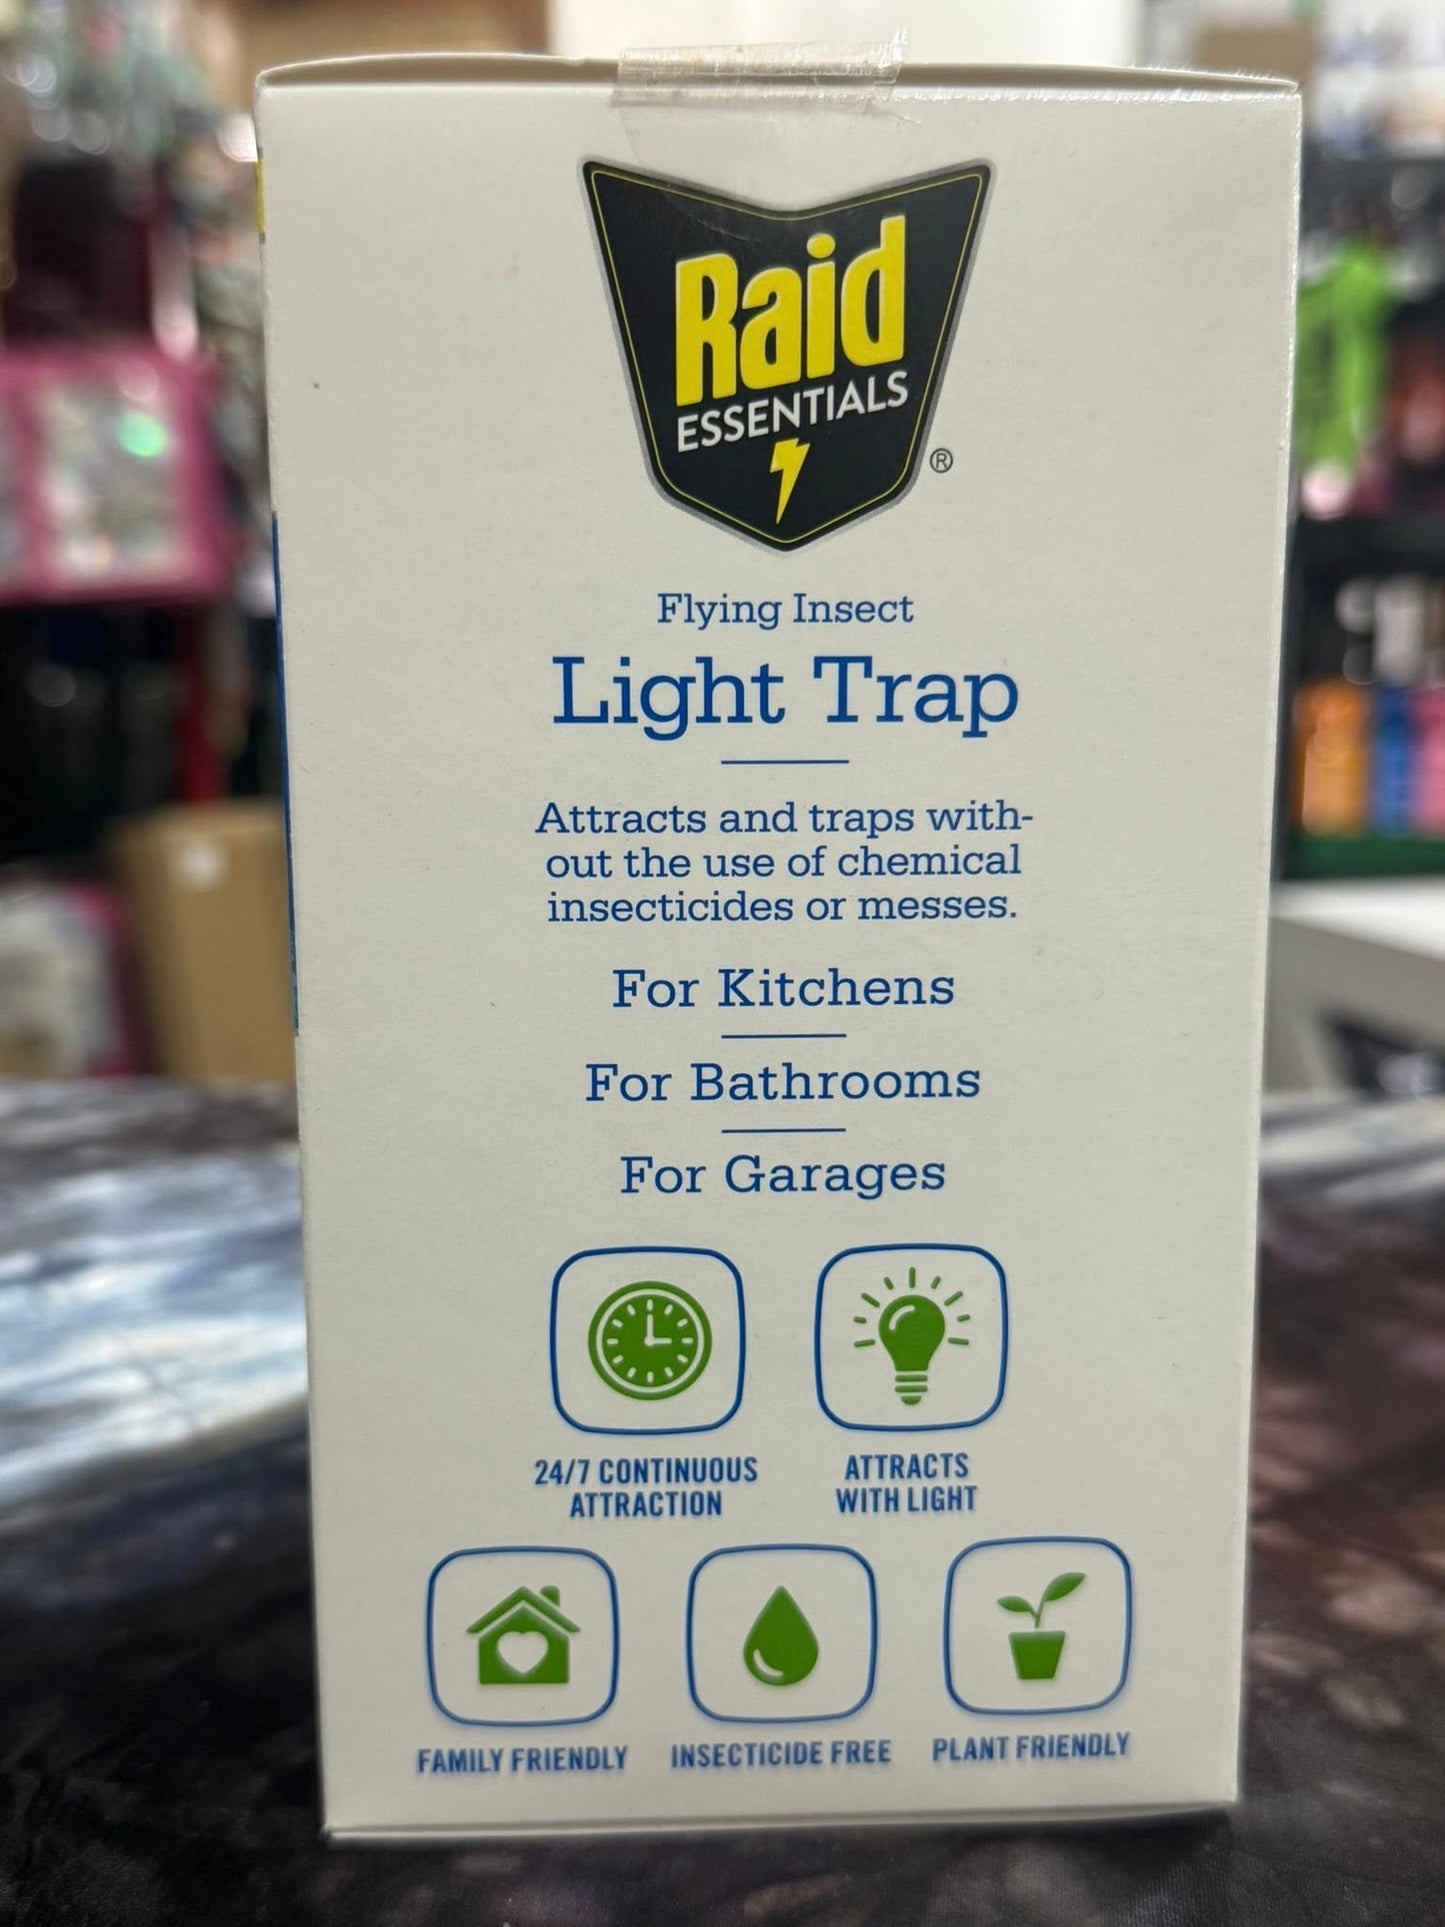 Raid
ESSENTIALS
®
Flying Insect
Light Trap
Attracts and traps with-
out the use of chemical
insecticides or messes.
For Kitchens
For Bathrooms
For Garages
24/7 CONTINUOUS
ATTRACTION
ATTRACTS
WITH LIGHT
FAMILY FRIENDLY
INSECTICIDE FREE
PLANT FRIENDLY